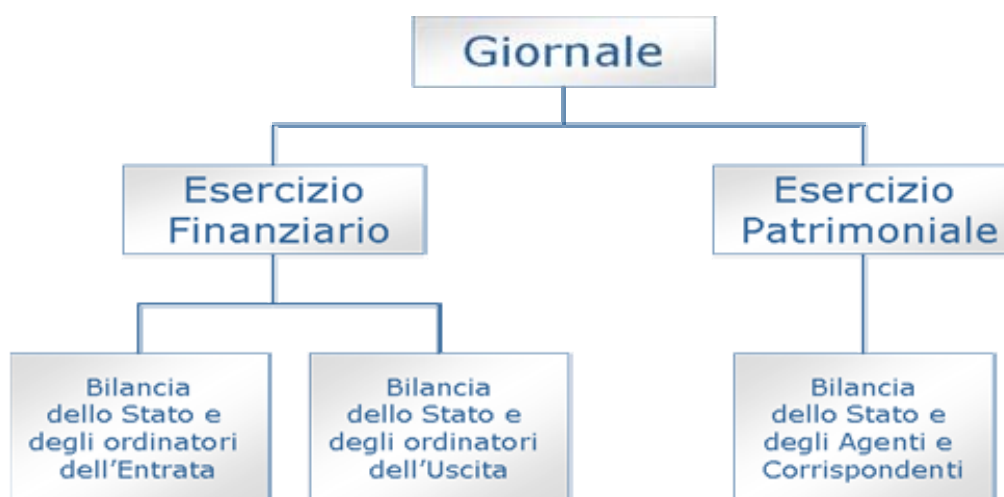 Giornale
Esercizio
Finanziario
Esercizio
Patrimoniale
Bilancia
dello Stato e
degli ordinatori
dell'Entrata
Bilancia
dello Stato e
degli ordinatori
dell'Uscita
Bilancia
dello Stato e
degli Agenti e
Corrispondenti